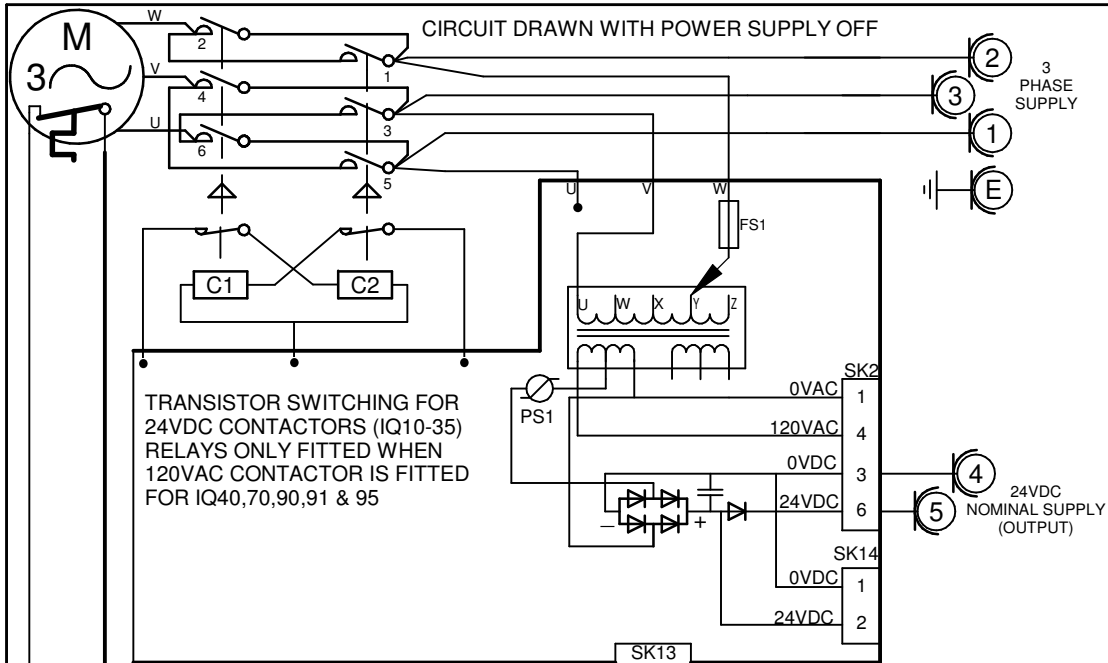 CIRCUIT DRAWN WITH POWER SUPPLY OFF
M
3
W
V
U
2
4
6
1
3
5
2
3
1
E
3
PHASE
SUPPLY
C1
C2
U
V
W
FS1
U W X Y Z
PS1
TRANSISTOR SWITCHING FOR
24VDC CONTACTORS (IQ10-35)
RELAYS ONLY FITTED WHEN
120VAC CONTACTOR IS FITTED
FOR IQ40,70,90,91 & 95
SK2
0VAC 1
120VAC 4
0VDC 3
24VDC 6
4
5
24VDC
NOMINAL SUPPLY
(OUTPUT)
– +
SK14
0VDC 1
24VDC 2
SK13